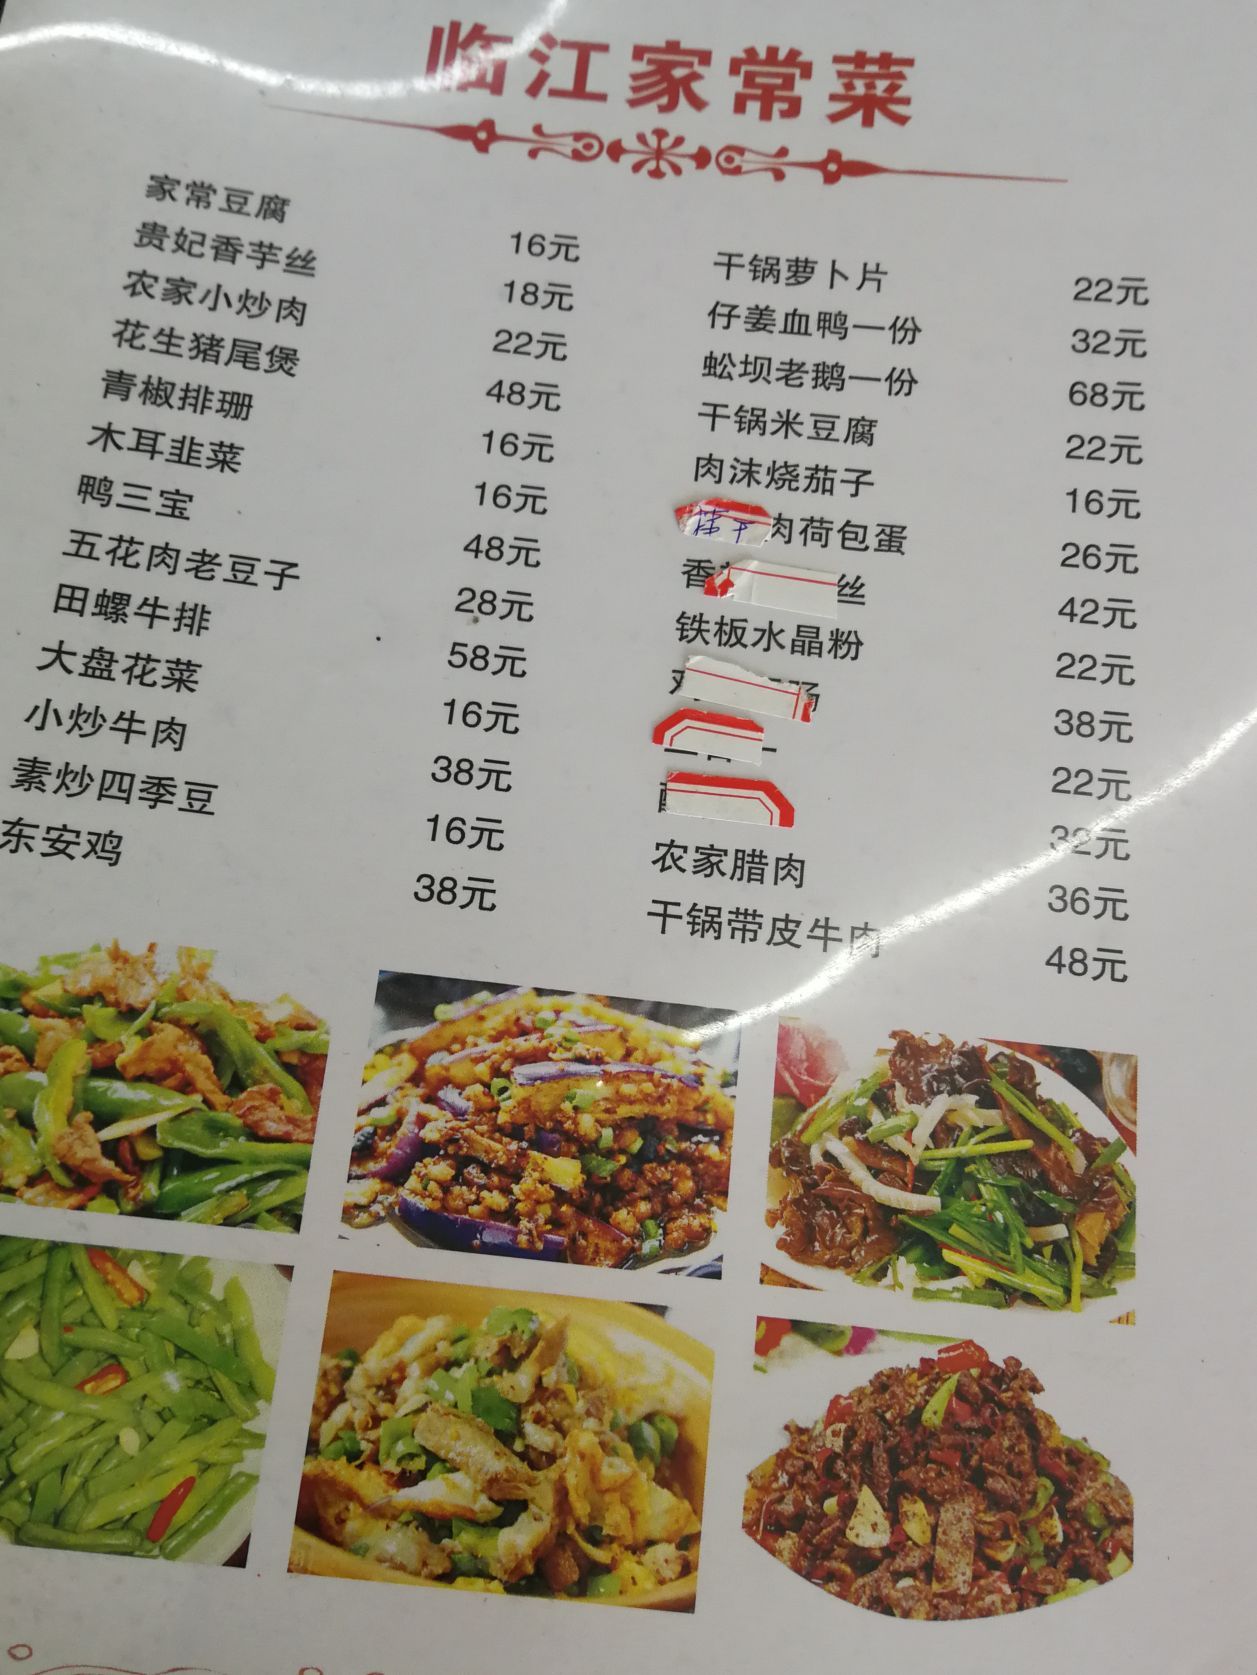 临江家常菜
家常豆腐 16元
贵妃香芋丝 18元
农家小炒肉 22元
花生猪尾煲 48元
青椒排珊 16元
木耳韭菜 16元
鸭三宝 48元
五花肉老豆子 28元
田螺牛排 58元
大盘花菜 16元
小炒牛肉 38元
素炒四季豆 16元
东安鸡 38元
干锅萝卜片 22元
仔姜血鸭一份 32元
蚣坝老鹅一份 68元
干锅米豆腐 22元
肉沫烧茄子 16元
肉荷包蛋 26元
香 丝 42元
铁板水晶粉 22元
肠 38元
22元
32元
农家腊肉 36元
干锅带皮牛肉 48元